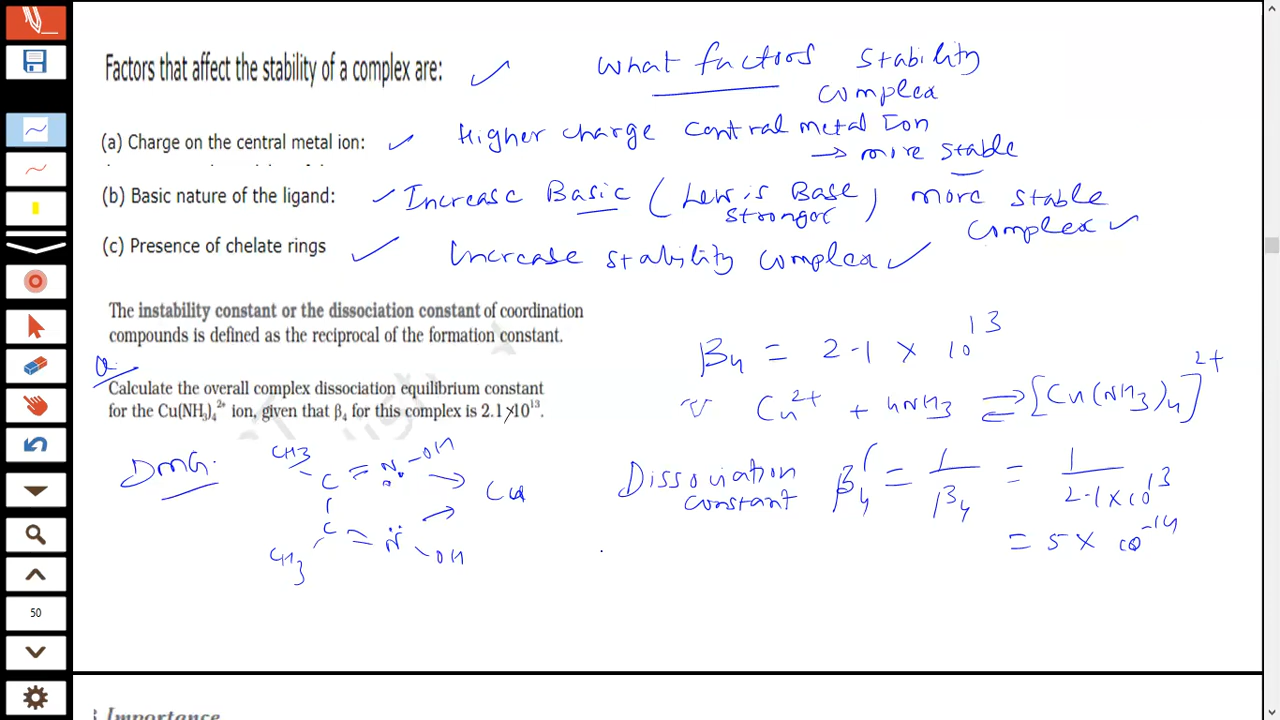 Factors that affect the stability of a complex are:
What factors stability
complex
(a) Charge on the central metal ion:
Higher charge central metal Ion
→ more stable
(b) Basic nature of the ligand:
Increase Basic (Lewis Base) more stable
stronger
complex
(c) Presence of chelate rings
Increase stability complex
The instability constant or the dissociation constant of coordination
compounds is defined as the reciprocal of the formation constant.
β4 = 2.1 × 10^13
Q.
Calculate the overall complex dissociation equilibrium constant
for the Cu(NH3)4^2+ ion, given that β4 for this complex is 2.1×10^13.
Cu^2+ + 4NH3 ⇌ [Cu(NH3)4]^2+
DMG.
CH3
C = N - OH
C = N - OH
CH3
Dissociation
constant
= 1/β4 = 1/2.1×10^13
= 5 × 10^-14
50
Importance